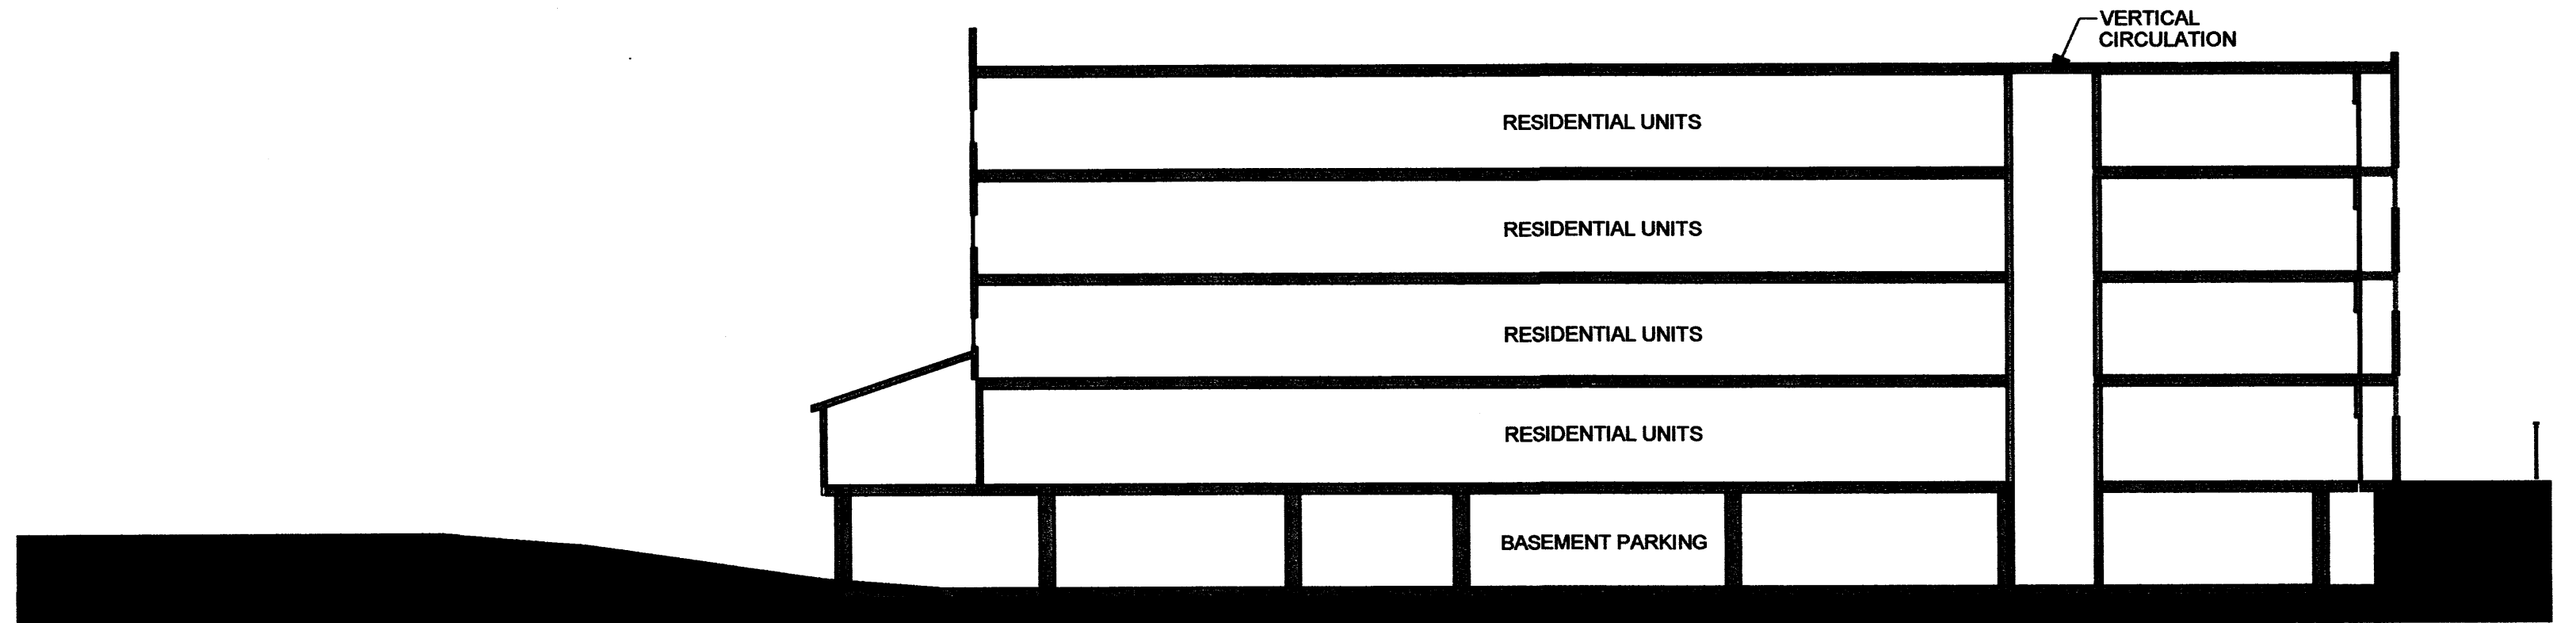 VERTICAL
CIRCULATION
RESIDENTIAL UNITS
RESIDENTIAL UNITS
RESIDENTIAL UNITS
RESIDENTIAL UNITS
BASEMENT PARKING